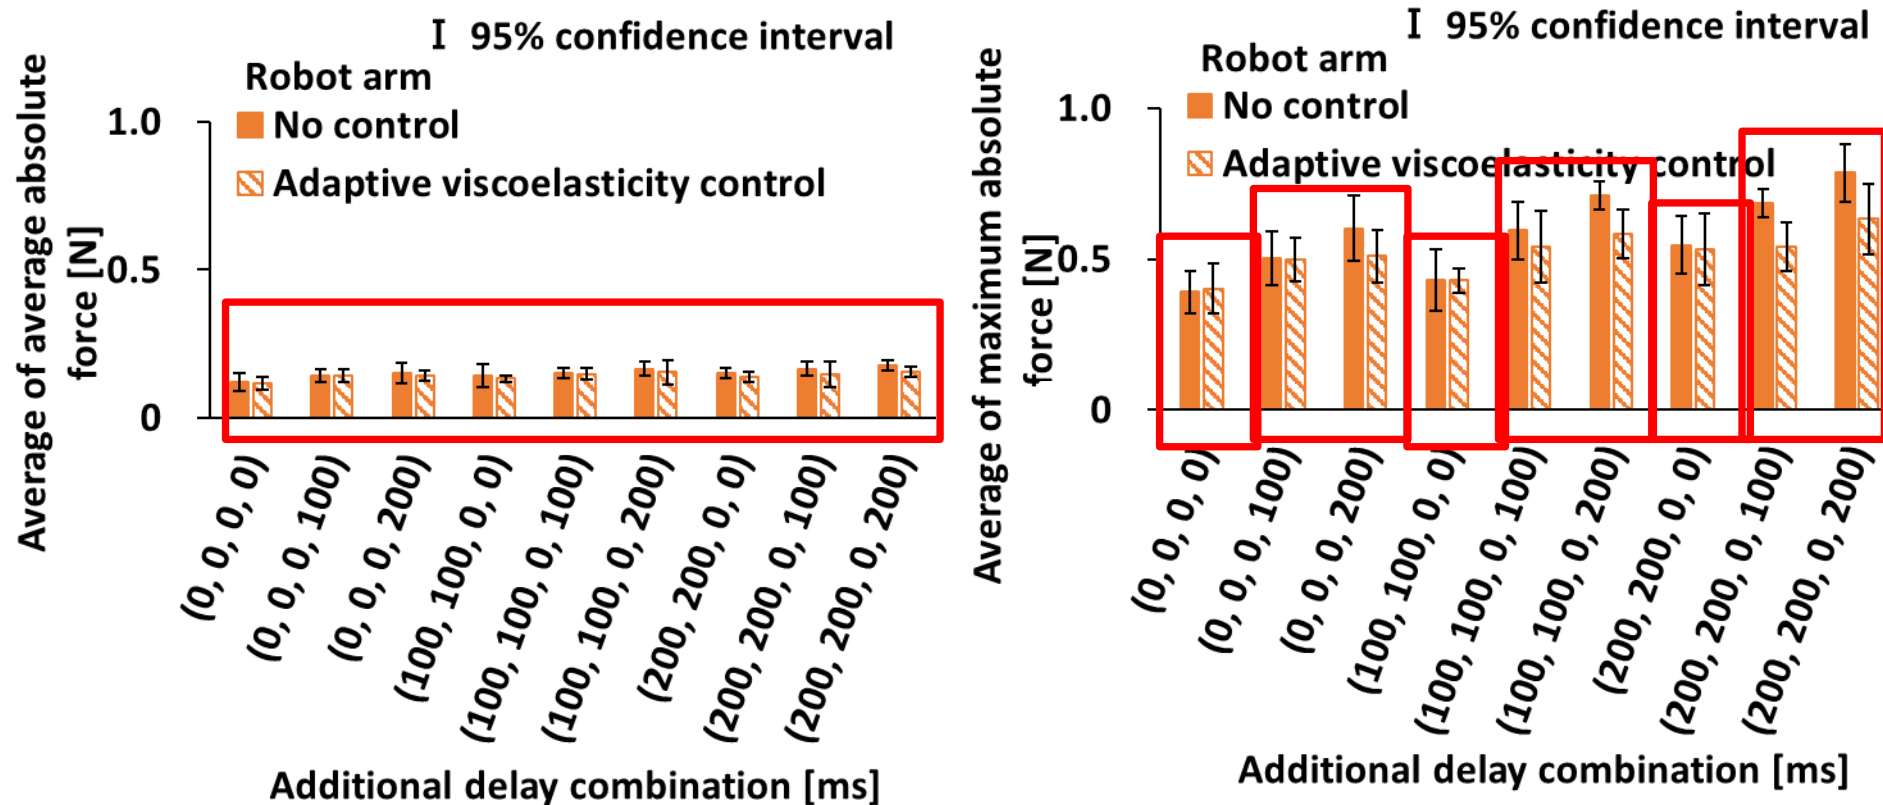 I 95% confidence interval
Robot arm
No control
Adaptive viscoelasticity control
Average of average absolute
force [N]
1.0
0.5
0
(0, 0, 0, 0)
(0, 0, 0, 100)
(0, 0, 0, 200)
(100, 100, 0, 0)
(100, 100, 0, 100)
(100, 100, 0, 200)
(200, 200, 0, 0)
(200, 200, 0, 100)
(200, 200, 0, 200)
Additional delay combination [ms]
I 95% confidence interval
Robot arm
No control
Adaptive viscoelasticity control
Average of maximum absolute
force [N]
1.0
0.5
0
(0, 0, 0, 0)
(0, 0, 0, 100)
(0, 0, 0, 200)
(100, 100, 0, 0)
(100, 100, 0, 100)
(100, 100, 0, 200)
(200, 200, 0, 0)
(200, 200, 0, 100)
(200, 200, 0, 200)
Additional delay combination [ms]